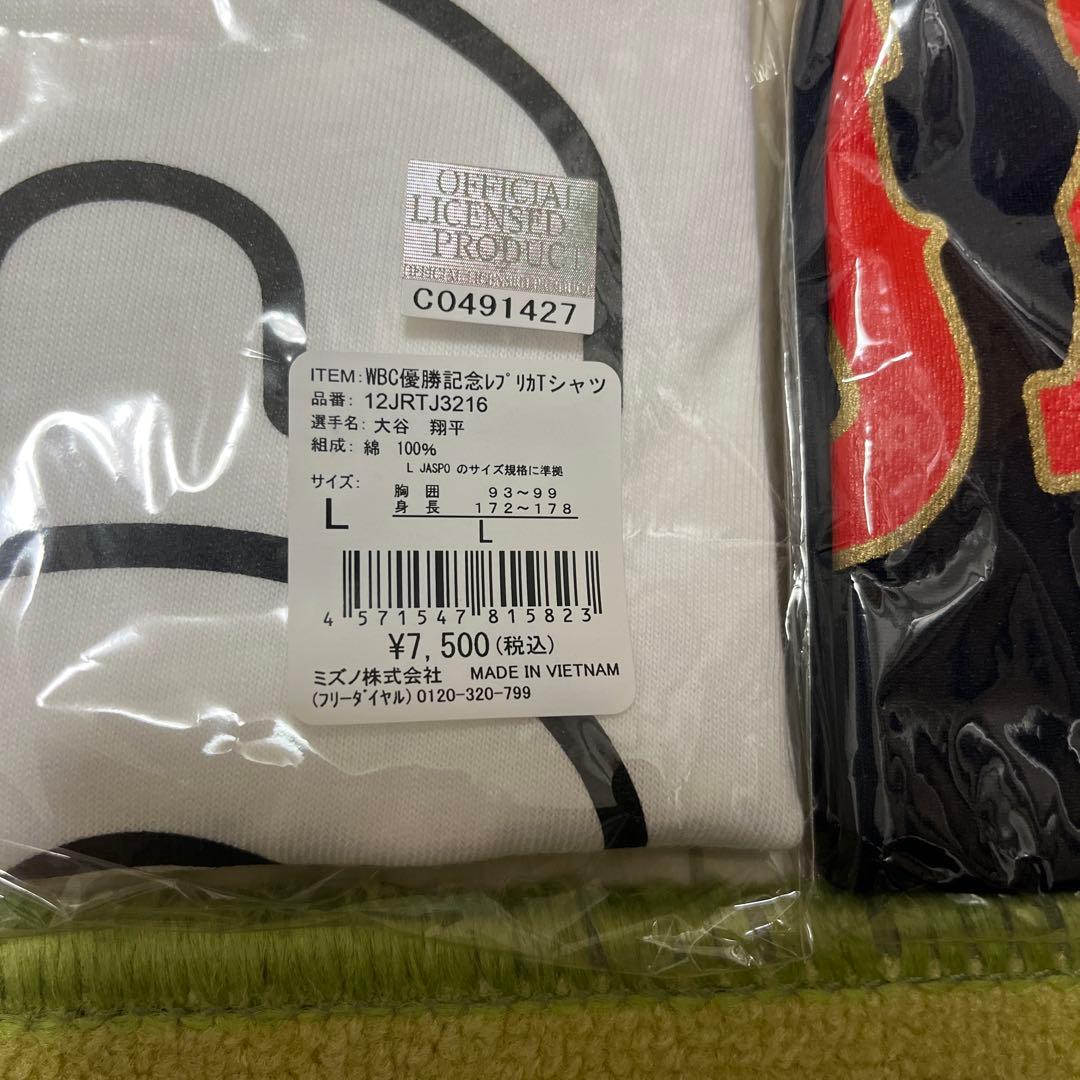 OFFICIAL
LICENSED
PRODUCT
OFFICIAL LICENSED PRODUCT
C0491427
ITEM:WBC優勝記念ﾚﾌﾟﾘｶTシャツ
品番: 12JRTJ3216
選手名: 大谷　翔平
組成: 綿 100%
L JASPO のサイズ規格に準拠
サイズ: L
胸囲 93～99
身長 172～178
L
4 571547 815823
¥7,500(税込)
ミズノ株式会社 MADE IN VIETNAM
(フリーダイヤル) 0120-320-799